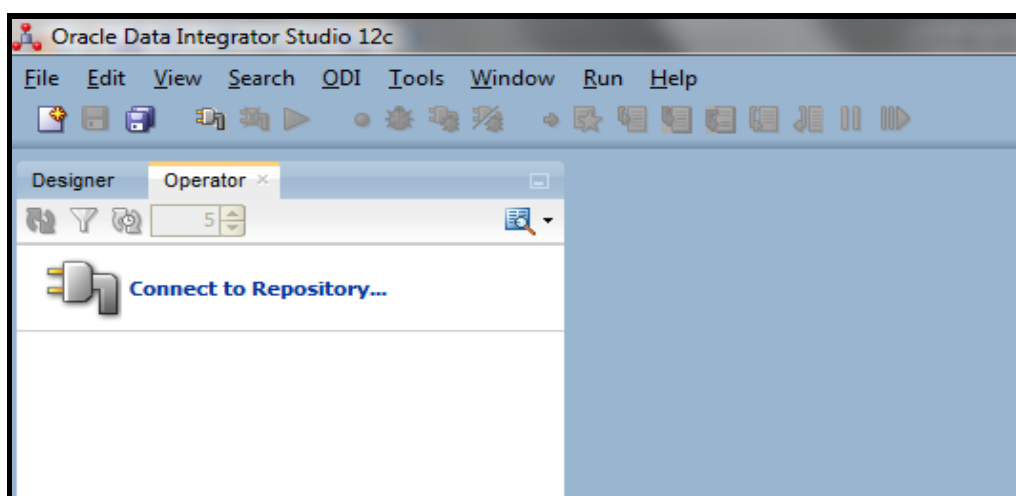 Oracle Data Integrator Studio 12c
File Edit View Search ODI Tools Window Run Help
Designer Operator
5
Connect to Repository...